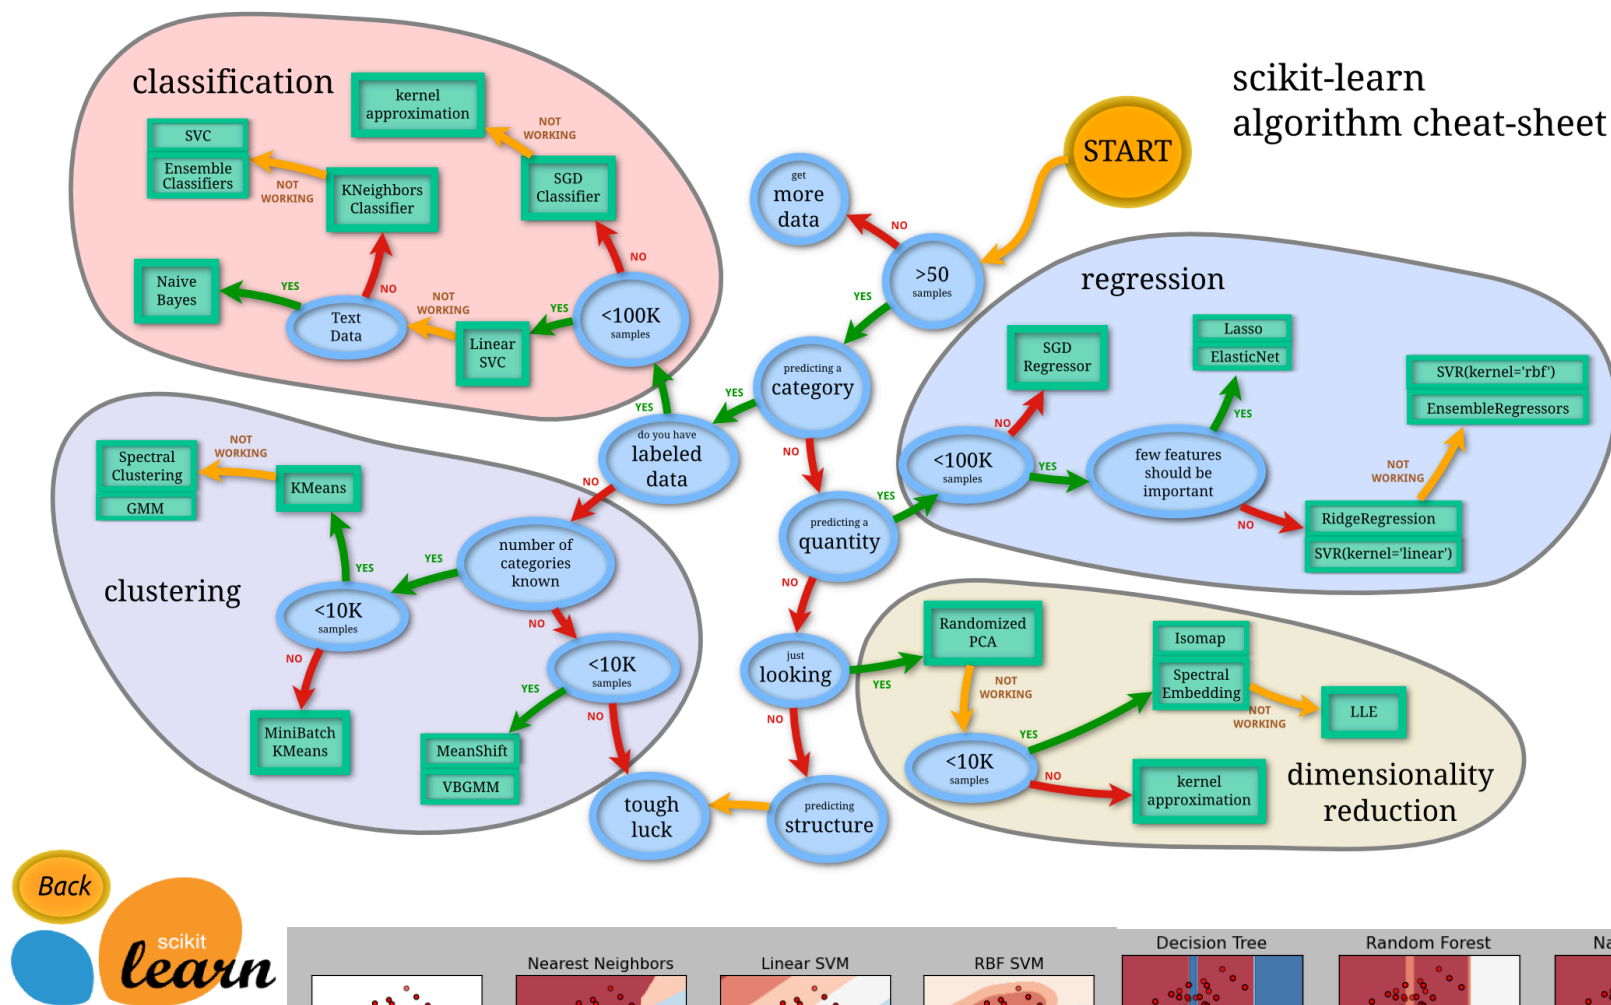 scikit-learn
algorithm cheat-sheet
START
get
more
data
NO
>50
samples
YES
predicting a
category
YES
NO
do you have
labeled
data
YES
NO
predicting a
quantity
YES
NO
just
looking
YES
NO
predicting
structure
tough
luck
classification
kernel
approximation
NOT
WORKING
SVC
Ensemble
Classifiers
NOT
WORKING
KNeighbors
Classifier
SGD
Classifier
NO
Naive
Bayes
YES
NO
Text
Data
NOT
WORKING
Linear
SVC
YES
<100K
samples
regression
SGD
Regressor
Lasso
ElasticNet
SVR(kernel='rbf')
EnsembleRegressors
NO
YES
<100K
samples
YES
few features
should be
important
NOT
WORKING
NO
RidgeRegression
SVR(kernel='linear')
clustering
Spectral
Clustering
GMM
NOT
WORKING
KMeans
YES
<10K
samples
YES
number of
categories
known
NO
NO
<10K
samples
YES
NO
MiniBatch
KMeans
MeanShift
VBGMM
dimensionality
reduction
Randomized
PCA
NOT
WORKING
Isomap
Spectral
Embedding
NOT
WORKING
LLE
YES
<10K
samples
NO
kernel
approximation
Back
scikit
learn
Nearest Neighbors
Linear SVM
RBF SVM
Decision Tree
Random Forest
Na